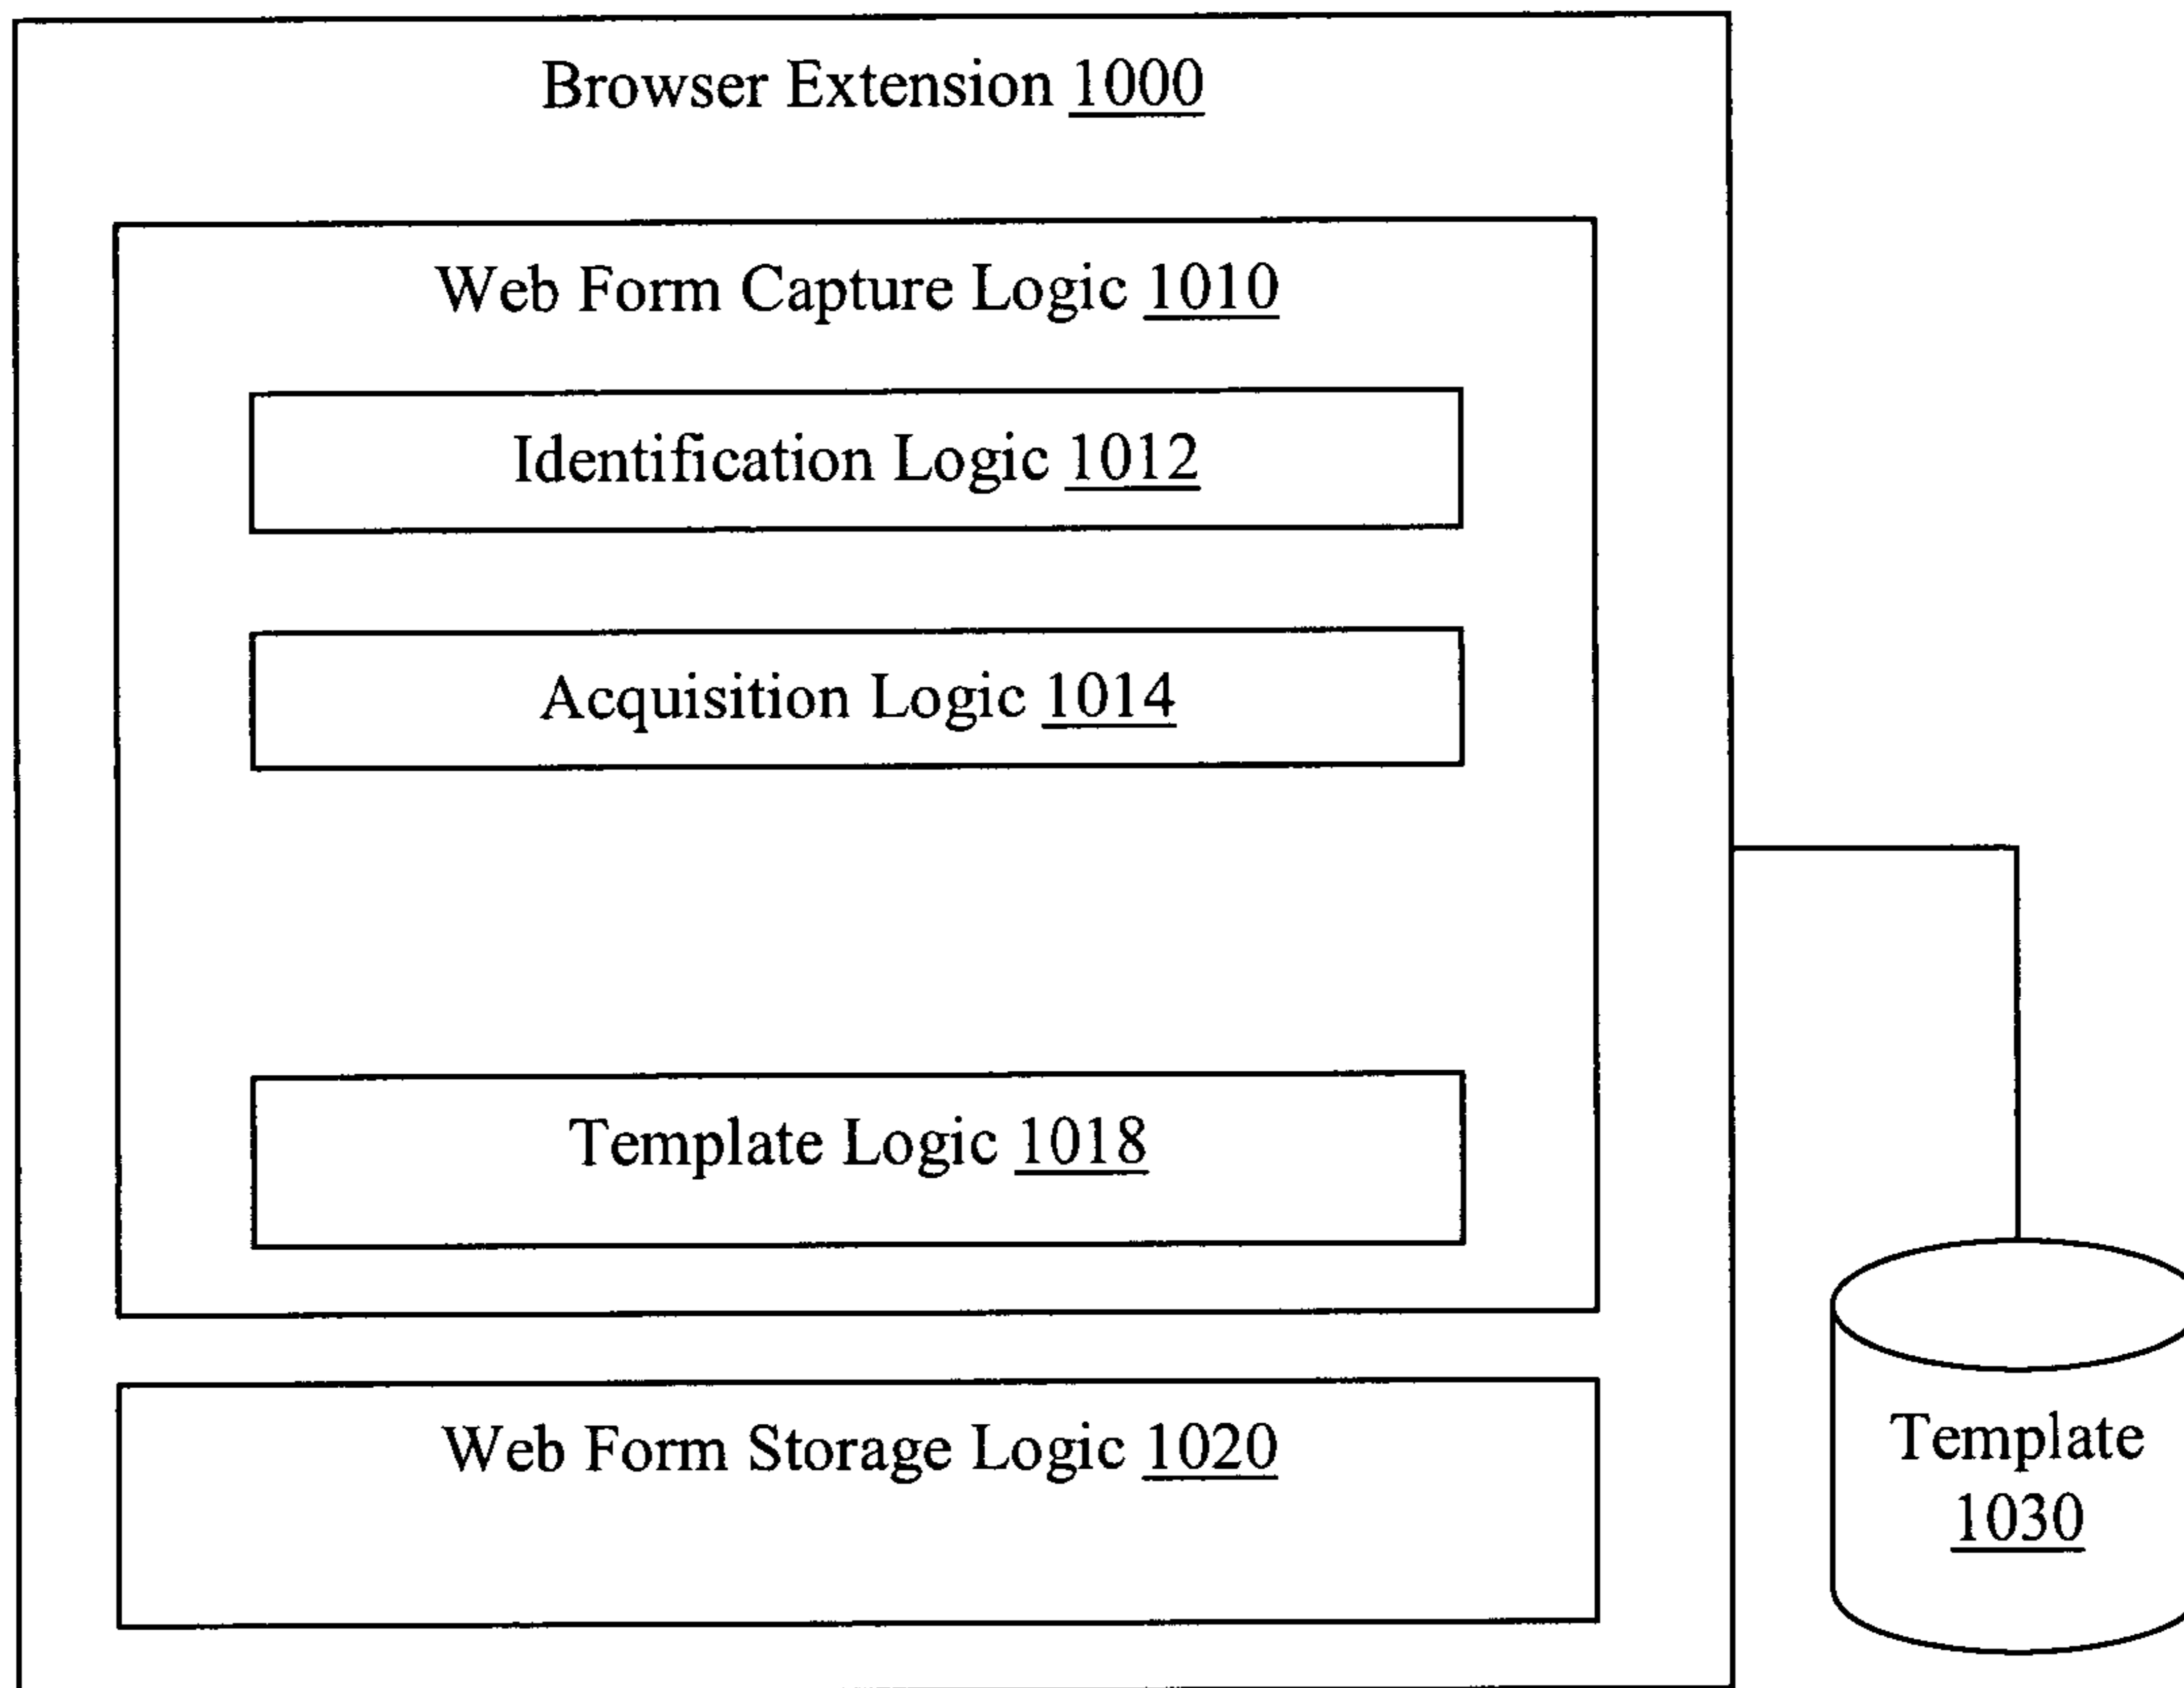 Browser Extension 1000
Web Form Capture Logic 1010
Identification Logic 1012
Acquisition Logic 1014
Template Logic 1018
Web Form Storage Logic 1020
Template
1030